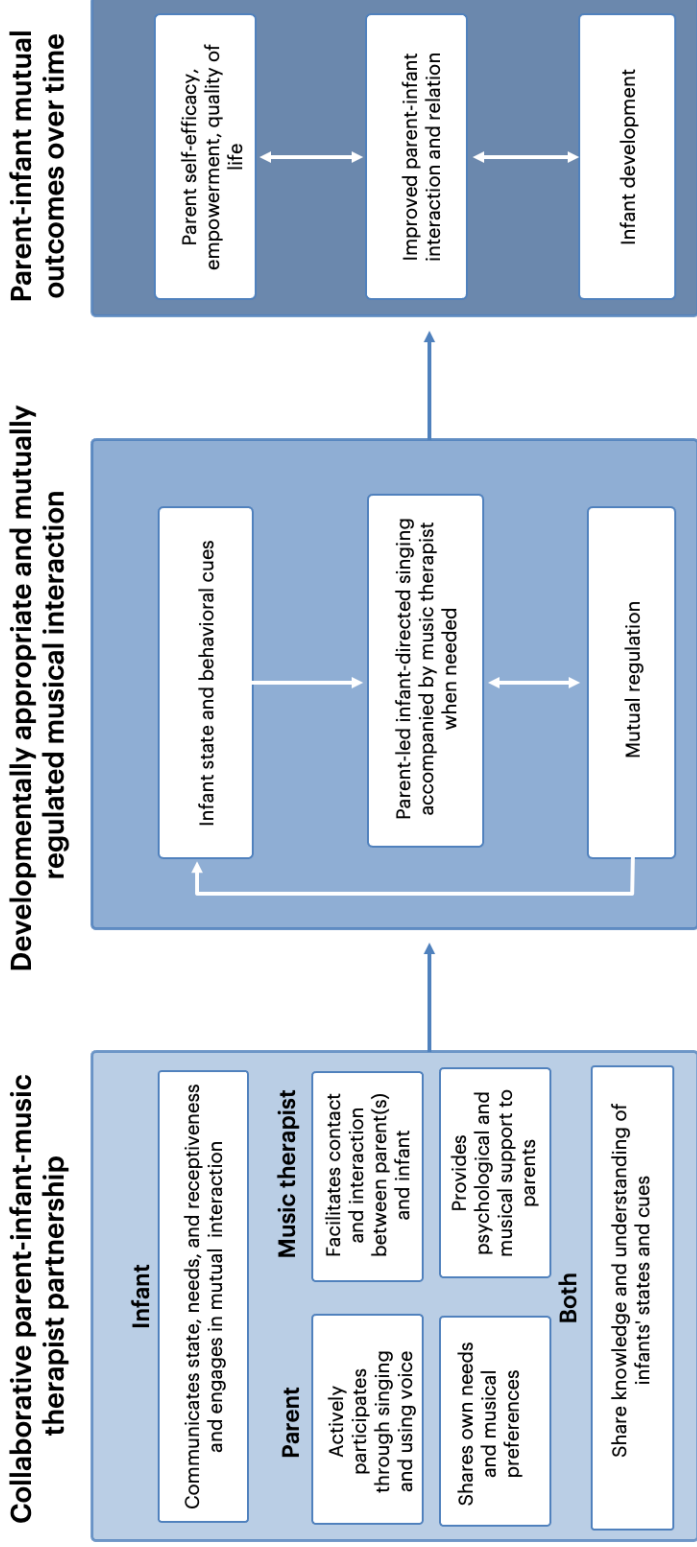 Collaborative parent-infant-music
therapist partnership
Infant
Communicates state, needs, and receptiveness
and engages in mutual interaction
Parent
Music therapist
Actively
participates
through singing
and using voice
Facilitates contact
and interaction
between parent(s)
and infant
Shares own needs
and musical
preferences
Provides
psychological and
musical support to
parents
Both
Share knowledge and understanding of
infants' states and cues
Developmentally appropriate and mutually
regulated musical interaction
Infant state and behavioral cues
Parent-led infant-directed singing
accompanied by music therapist
when needed
Mutual regulation
Parent-infant mutual
outcomes over time
Parent self-efficacy,
empowerment, quality of
life
Improved parent-infant
interaction and relation
Infant development